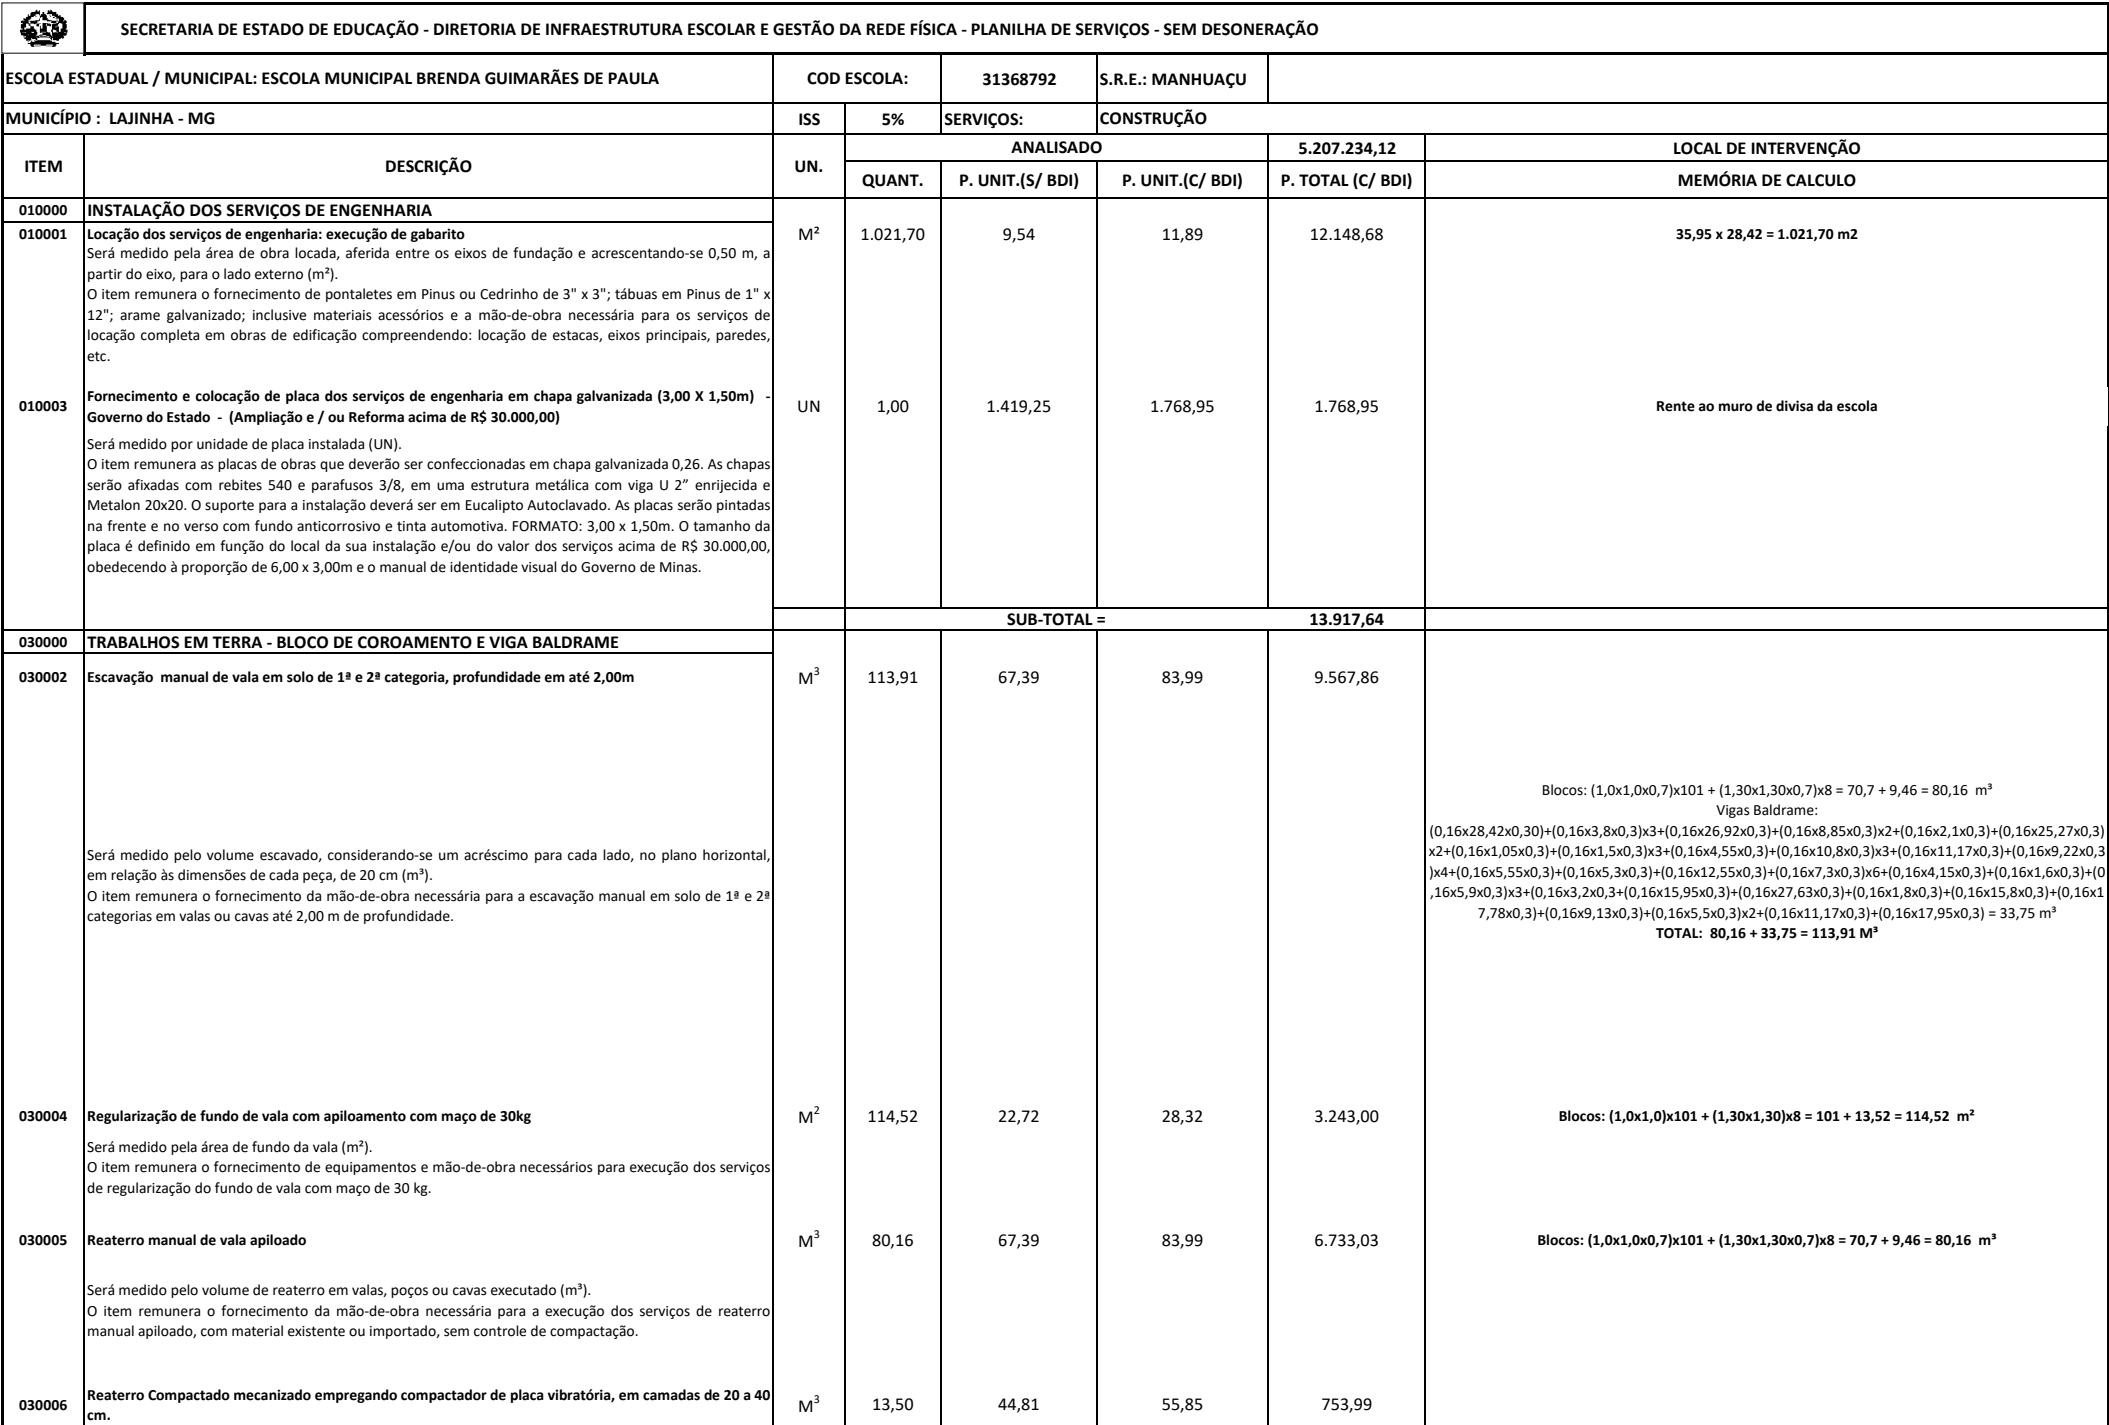 SECRETARIA DE ESTADO DE EDUCAÇÃO - DIRETORIA DE INFRAESTRUTURA ESCOLAR E GESTÃO DA REDE FÍSICA - PLANILHA DE SERVIÇOS - SEM DESONERAÇÃO
ESCOLA ESTADUAL / MUNICIPAL: ESCOLA MUNICIPAL BRENDA GUIMARÃES DE PAULA COD ESCOLA: 31368792 S.R.E.: MANHUAÇU
MUNICÍPIO : LAJINHA - MG ISS 5% SERVIÇOS: CONSTRUÇÃO
ITEM DESCRIÇÃO UN. ANALISADO 5.207.234,12 LOCAL DE INTERVENÇÃO
QUANT. P. UNIT.(S/ BDI) P. UNIT.(C/ BDI) P. TOTAL (C/ BDI) MEMÓRIA DE CALCULO
010000 INSTALAÇÃO DOS SERVIÇOS DE ENGENHARIA
010001 Locação dos serviços de engenharia: execução de gabarito M² 1.021,70 9,54 11,89 12.148,68 35,95 x 28,42 = 1.021,70 m2
Será medido pela área de obra locada, aferida entre os eixos de fundação e acrescentando-se 0,50 m, a
partir do eixo, para o lado externo (m²).
O item remunera o fornecimento de pontaletes em Pinus ou Cedrinho de 3" x 3"; tábuas em Pinus de 1" x
12"; arame galvanizado; inclusive materiais acessórios e a mão-de-obra necessária para os serviços de
locação completa em obras de edificação compreendendo: locação de estacas, eixos principais, paredes,
etc.
010003 Fornecimento e colocação de placa dos serviços de engenharia em chapa galvanizada (3,00 X 1,50m) -
Governo do Estado - (Ampliação e / ou Reforma acima de R$ 30.000,00) UN 1,00 1.419,25 1.768,95 1.768,95 Rente ao muro de divisa da escola
Será medido por unidade de placa instalada (UN).
O item remunera as placas de obras que deverão ser confeccionadas em chapa galvanizada 0,26. As chapas
serão afixadas com rebites 540 e parafusos 3/8, em uma estrutura metálica com viga U 2” enrijecida e
Metalon 20x20. O suporte para a instalação deverá ser em Eucalipto Autoclavado. As placas serão pintadas
na frente e no verso com fundo anticorrosivo e tinta automotiva. FORMATO: 3,00 x 1,50m. O tamanho da
placa é definido em função do local da sua instalação e/ou do valor dos serviços acima de R$ 30.000,00,
obedecendo à proporção de 6,00 x 3,00m e o manual de identidade visual do Governo de Minas.
SUB-TOTAL = 13.917,64
030000 TRABALHOS EM TERRA - BLOCO DE COROAMENTO E VIGA BALDRAME
030002 Escavação manual de vala em solo de 1ª e 2ª categoria, profundidade em até 2,00m M³ 113,91 67,39 83,99 9.567,86
Será medido pelo volume escavado, considerando-se um acréscimo para cada lado, no plano horizontal,
em relação às dimensões de cada peça, de 20 cm (m³).
O item remunera o fornecimento da mão-de-obra necessária para a escavação manual em solo de 1ª e 2ª
categorias em valas ou cavas até 2,00 m de profundidade.
Blocos: (1,0x1,0x0,7)x101 + (1,30x1,30x0,7)x8 = 70,7 + 9,46 = 80,16 m³
Vigas Baldrame:
(0,16x28,42x0,30)+(0,16x3,8x0,3)x3+(0,16x26,92x0,3)+(0,16x8,85x0,3)x2+(0,16x2,1x0,3)+(0,16x25,27x0,3)
x2+(0,16x1,05x0,3)+(0,16x1,5x0,3)x3+(0,16x4,55x0,3)+(0,16x10,8x0,3)x3+(0,16x11,17x0,3)+(0,16x9,22x0,3
)x4+(0,16x5,55x0,3)+(0,16x5,3x0,3)+(0,16x12,55x0,3)+(0,16x7,3x0,3)x6+(0,16x4,15x0,3)+(0,16x1,6x0,3)+(0
,16x5,9x0,3)x3+(0,16x3,2x0,3+(0,16x15,95x0,3)+(0,16x27,63x0,3)+(0,16x1,8x0,3)+(0,16x15,8x0,3)+(0,16x1
7,78x0,3)+(0,16x9,13x0,3)+(0,16x5,5x0,3)x2+(0,16x11,17x0,3)+(0,16x17,95x0,3) = 33,75 m³
TOTAL: 80,16 + 33,75 = 113,91 M³
030004 Regularização de fundo de vala com apiloamento com maço de 30kg M² 114,52 22,72 28,32 3.243,00 Blocos: (1,0x1,0)x101 + (1,30x1,30)x8 = 101 + 13,52 = 114,52 m²
Será medido pela área de fundo da vala (m²).
O item remunera o fornecimento de equipamentos e mão-de-obra necessários para execução dos serviços
de regularização do fundo de vala com maço de 30 kg.
030005 Reaterro manual de vala apiloado M³ 80,16 67,39 83,99 6.733,03 Blocos: (1,0x1,0x0,7)x101 + (1,30x1,30x0,7)x8 = 70,7 + 9,46 = 80,16 m³
Será medido pelo volume de reaterro em valas, poços ou cavas executado (m³).
O item remunera o fornecimento da mão-de-obra necessária para a execução dos serviços de reaterro
manual apiloado, com material existente ou importado, sem controle de compactação.
030006 Reaterro Compactado mecanizado empregando compactador de placa vibratória, em camadas de 20 a 40
cm. M³ 13,50 44,81 55,85 753,99